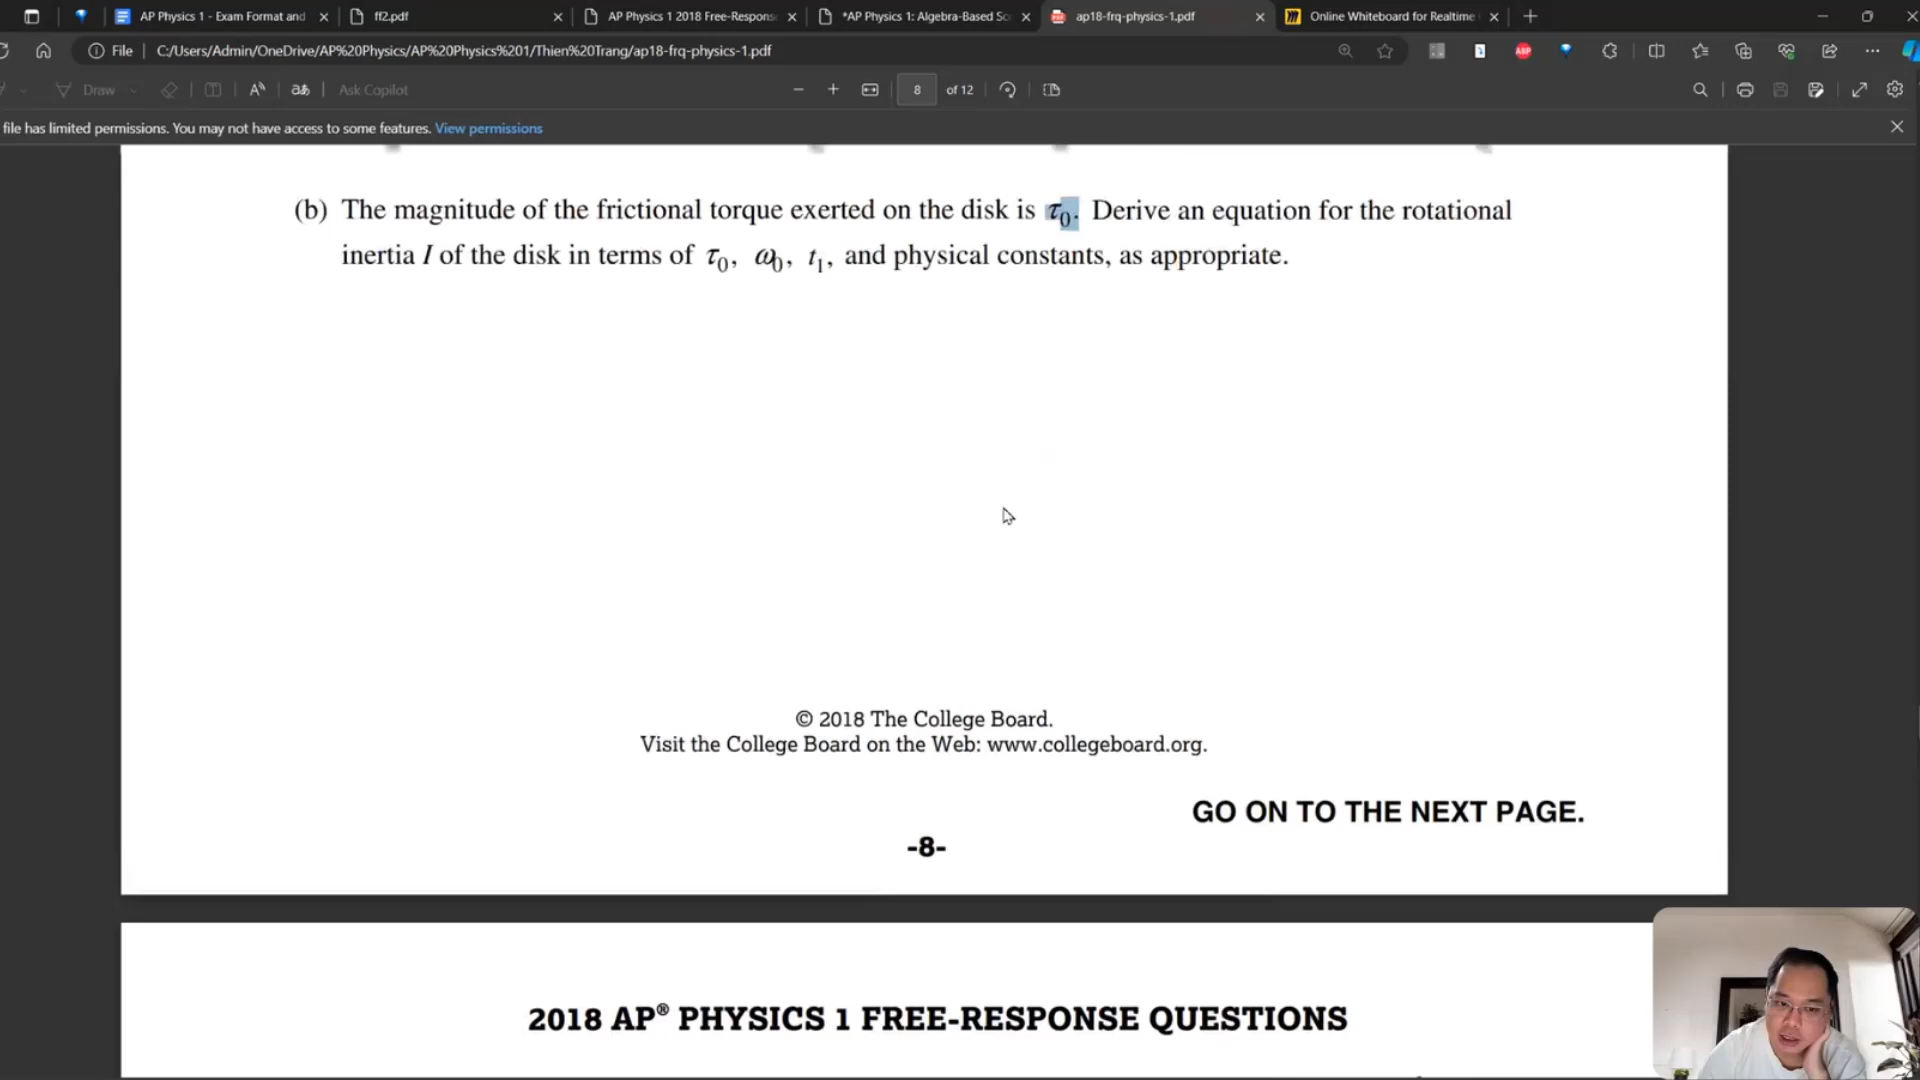 AP Physics 1 - Exam Format and
ff2.pdf
AP Physics 1 2018 Free-Respons
*AP Physics 1: Algebra-Based Sc
ap18-frq-physics-1.pdf
Online Whiteboard for Realtime
File
C:/Users/Admin/OneDrive/AP%20Physics/AP%20Physics%201/Thien%20Trang/ap18-frq-physics-1.pdf
ABP
Draw
aあ
Ask Copilot
8
of 12
file has limited permissions. You may not have access to some features. View permissions
(b) The magnitude of the frictional torque exerted on the disk is τ0. Derive an equation for the rotational
inertia I of the disk in terms of τ0, ω0, t1, and physical constants, as appropriate.
© 2018 The College Board.
Visit the College Board on the Web: www.collegeboard.org.
GO ON TO THE NEXT PAGE.
-8-
2018 AP® PHYSICS 1 FREE-RESPONSE QUESTIONS